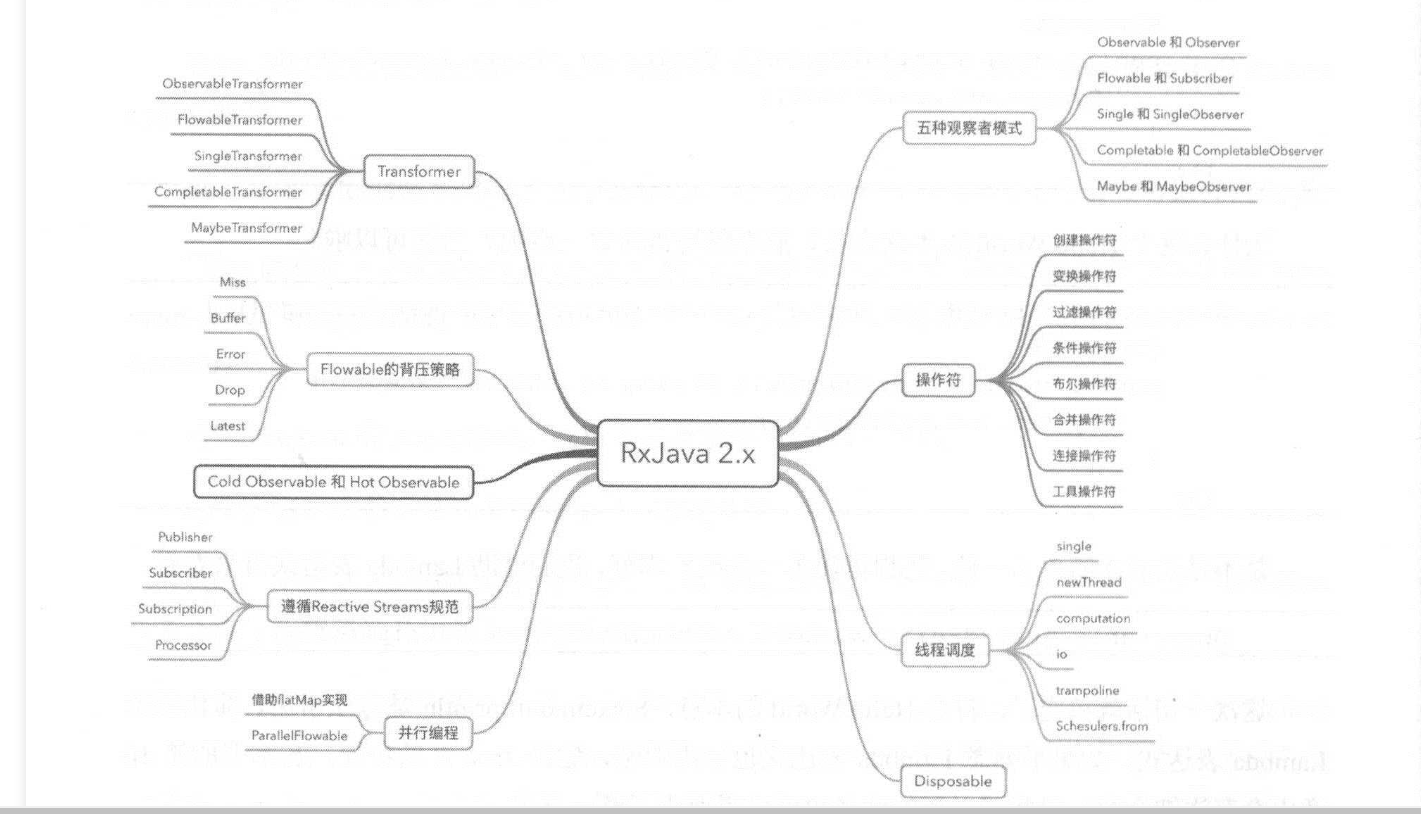 RxJava 2.x
五种观察者模式
Observable 和 Observer
Flowable 和 Subscriber
Single 和 SingleObserver
Completable 和 CompletableObserver
Maybe 和 MaybeObserver
操作符
创建操作符
变换操作符
过滤操作符
条件操作符
布尔操作符
合并操作符
连接操作符
工具操作符
线程调度
single
newThread
computation
io
trampoline
Schesulers.from
Disposable
Transformer
ObservableTransformer
FlowableTransformer
SingleTransformer
CompletableTransformer
MaybeTransformer
Flowable的背压策略
Miss
Buffer
Error
Drop
Latest
Cold Observable 和 Hot Observable
遵循Reactive Streams规范
Publisher
Subscriber
Subscription
Processor
并行编程
借助flatMap实现
ParallelFlowable